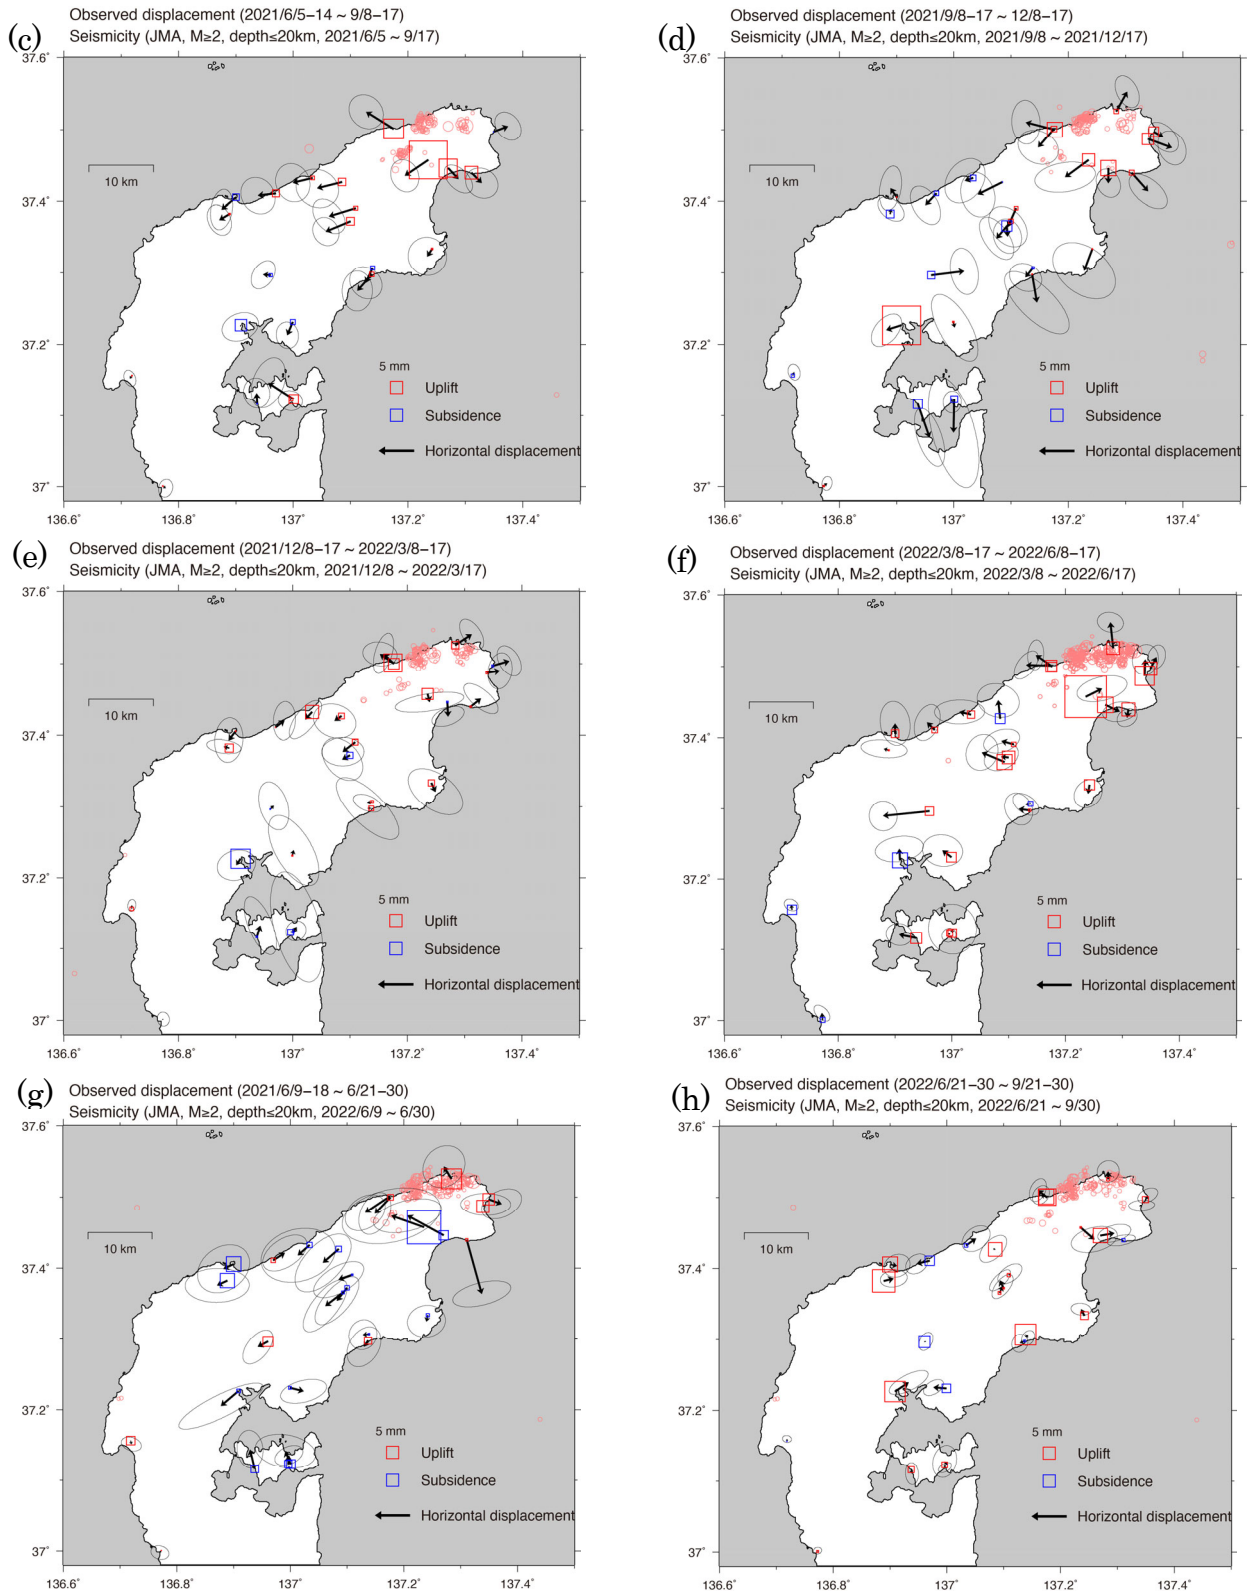 (c)
Observed displacement (2021/6/5−14 ~ 9/8−17)
Seismicity (JMA, M≥2, depth≤20km, 2021/6/5 ~ 9/17)
37.6˚
37.4˚
37.2˚
37˚
10 km
5 mm
Uplift
Subsidence
Horizontal displacement
136.6˚ 136.8˚ 137˚ 137.2˚ 137.4˚
(d)
Observed displacement (2021/9/8−17 ~ 12/8−17)
Seismicity (JMA, M≥2, depth≤20km, 2021/9/8 ~ 2021/12/17)
37.6˚
37.4˚
37.2˚
37˚
10 km
5 mm
Uplift
Subsidence
Horizontal displacement
136.6˚ 136.8˚ 137˚ 137.2˚ 137.4˚
(e)
Observed displacement (2021/12/8−17 ~ 2022/3/8−17)
Seismicity (JMA, M≥2, depth≤20km, 2021/12/8 ~ 2022/3/17)
37.6˚
37.4˚
37.2˚
37˚
10 km
5 mm
Uplift
Subsidence
Horizontal displacement
136.6˚ 136.8˚ 137˚ 137.2˚ 137.4˚
(f)
Observed displacement (2022/3/8−17 ~ 2022/6/8−17)
Seismicity (JMA, M≥2, depth≤20km, 2022/3/8 ~ 2022/6/17)
37.6˚
37.4˚
37.2˚
37˚
10 km
5 mm
Uplift
Subsidence
Horizontal displacement
136.6˚ 136.8˚ 137˚ 137.2˚ 137.4˚
(g)
Observed displacement (2021/6/9−18 ~ 6/21−30)
Seismicity (JMA, M≥2, depth≤20km, 2022/6/9 ~ 6/30)
37.6˚
37.4˚
37.2˚
37˚
10 km
5 mm
Uplift
Subsidence
Horizontal displacement
136.6˚ 136.8˚ 137˚ 137.2˚ 137.4˚
(h)
Observed displacement (2022/6/21−30 ~ 9/21−30)
Seismicity (JMA, M≥2, depth≤20km, 2022/6/21 ~ 9/30)
37.6˚
37.4˚
37.2˚
37˚
10 km
5 mm
Uplift
Subsidence
Horizontal displacement
136.6˚ 136.8˚ 137˚ 137.2˚ 137.4˚